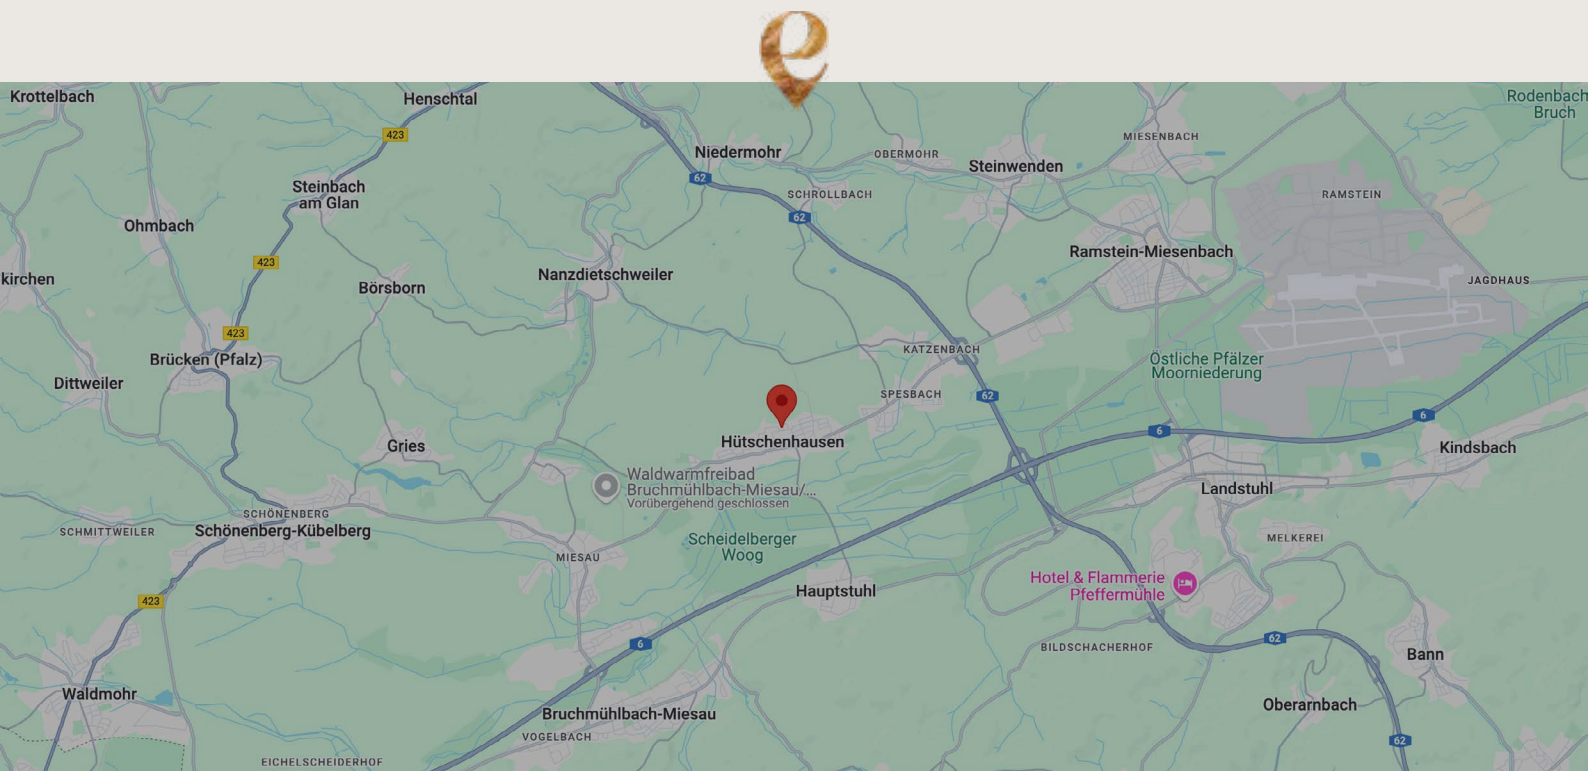 e
Krottelbach
Henschtal
Rodenbach
Bruch
423
Niedermohr
OBERMOHR
Steinwenden
MIESENBACH
62
Steinbach
am Glan
SCHROLLBACH
RAMSTEIN
62
Ohmbach
423
Ramstein-Miesenbach
kirchen
Börsborn
Nanzdietschweiler
JAGDHAUS
423
Brücken (Pfalz)
KATZENBACH
Östliche Pfälzer
Moorniederung
Dittweiler
SPESBACH
62
6
6
Gries
Hütschenhausen
Kindsbach
Waldwarmfreibad
Bruchmühlbach-Miesau/...
Vorübergehend geschlossen
Landstuhl
SCHÖNENBERG
SCHMITTWEILER
Schönenberg-Kübelberg
Scheidelberger
Woog
MELKEREI
MIESAU
Hotel & Flammerie
Pfeffermühle
Hauptstuhl
423
6
62
BILDSCHACHERHOF
Bann
Waldmohr
Oberarnbach
Bruchmühlbach-Miesau
VOGELBACH
62
EICHELSCHEIDERHOF